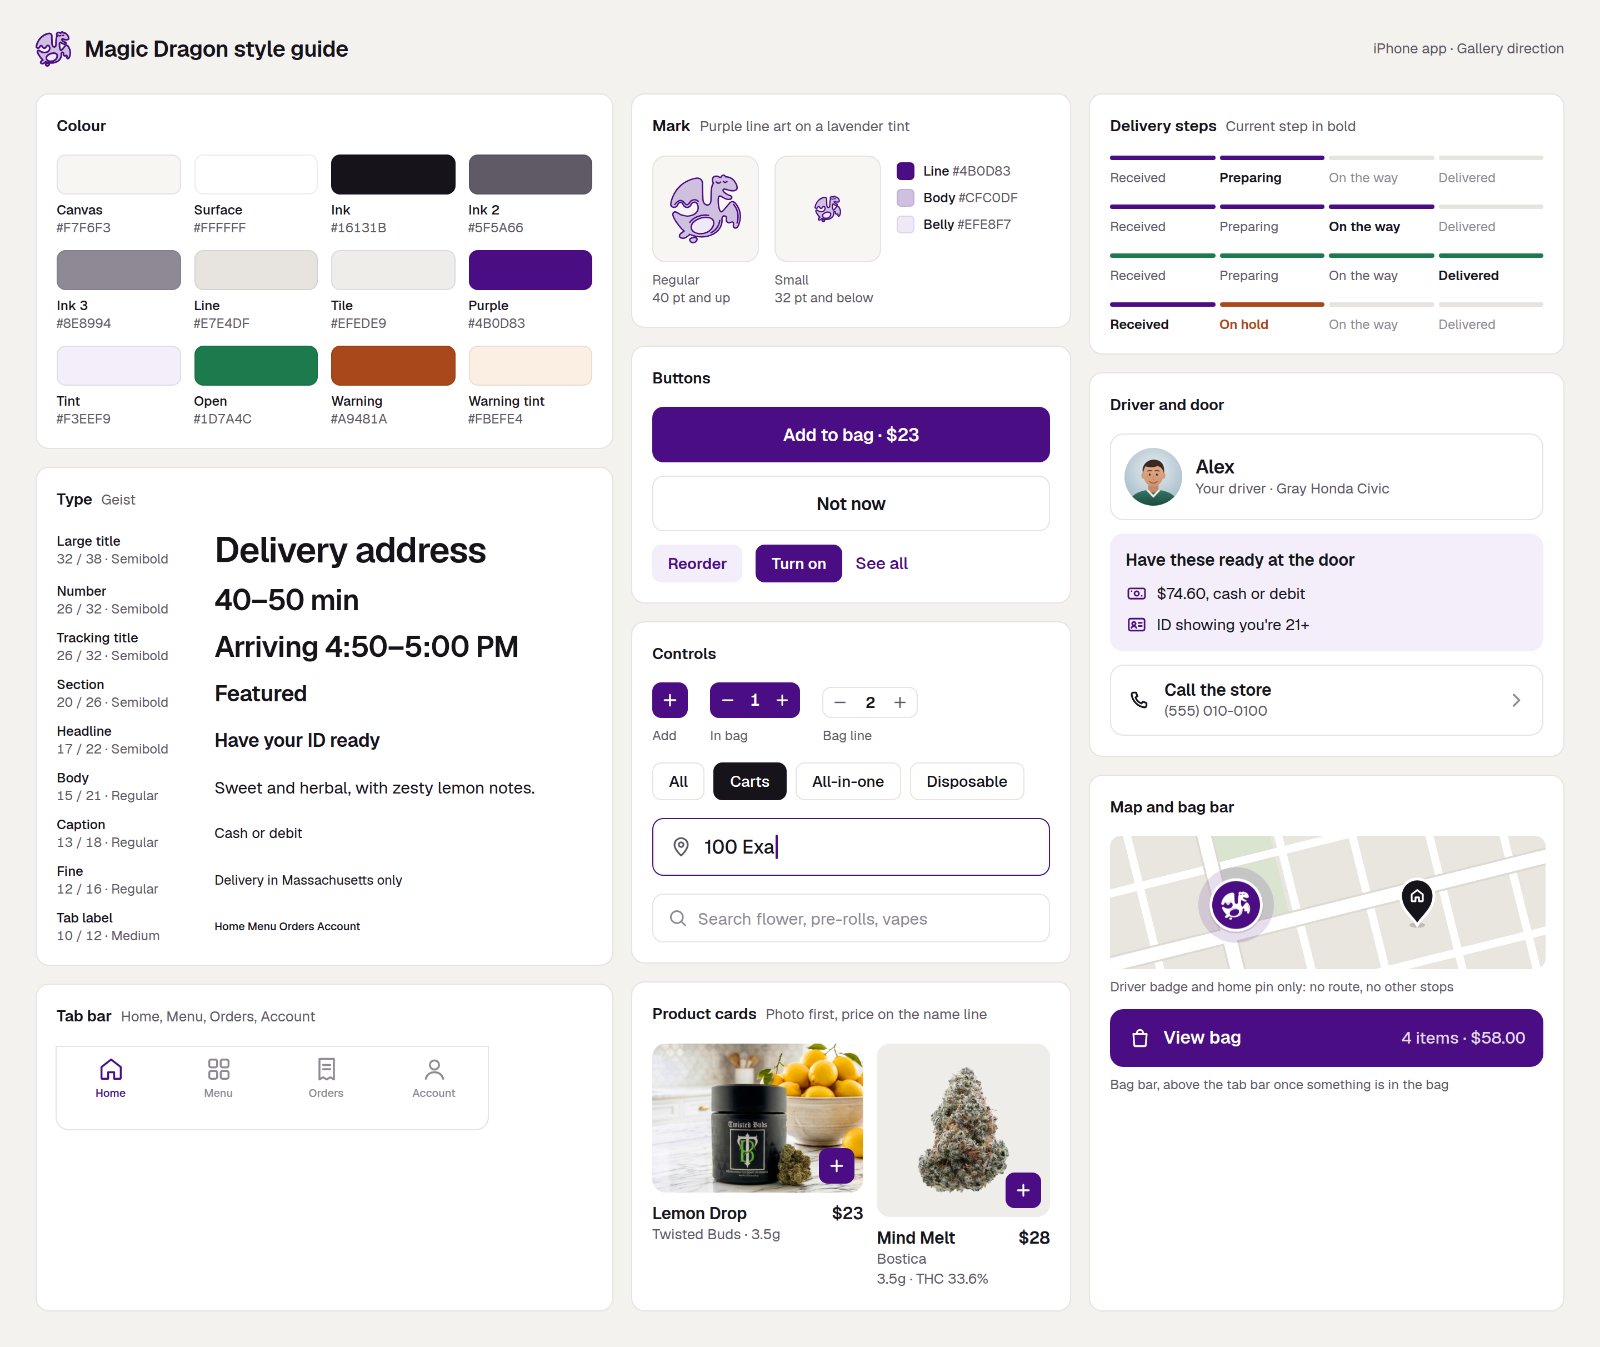 Magic Dragon style guide
iPhone app · Gallery direction
Colour
Canvas
#F7F6F3
Surface
#FFFFFF
Ink
#16131B
Ink 2
#5F5A66
Ink 3
#8E8994
Line
#E7E4DF
Tile
#EFEDE9
Purple
#4B0D83
Tint
#F3EEF9
Open
#1D7A4C
Warning
#A9481A
Warning tint
#FBEFE4
Type Geist
Large title
32 / 38 · Semibold
Delivery address
Number
26 / 32 · Semibold
40–50 min
Tracking title
26 / 32 · Semibold
Arriving 4:50–5:00 PM
Section
20 / 26 · Semibold
Featured
Headline
17 / 22 · Semibold
Have your ID ready
Body
15 / 21 · Regular
Sweet and herbal, with zesty lemon notes.
Caption
13 / 18 · Regular
Cash or debit
Fine
12 / 16 · Regular
Delivery in Massachusetts only
Tab label
10 / 12 · Medium
Home Menu Orders Account
Tab bar Home, Menu, Orders, Account
Home
Menu
Orders
Account
Mark Purple line art on a lavender tint
Line #4B0D83
Body #CFC0DF
Belly #EFE8F7
Regular
40 pt and up
Small
32 pt and below
Buttons
Add to bag · $23
Not now
Reorder
Turn on
See all
Controls
1
2
Add
In bag
Bag line
All
Carts
All-in-one
Disposable
100 Exa
Search flower, pre-rolls, vapes
Product cards Photo first, price on the name line
Twisted Buds
Lemon Drop $23
Twisted Buds · 3.5g
Mind Melt $28
Bostica
3.5g · THC 33.6%
Delivery steps Current step in bold
Received Preparing On the way Delivered
Received Preparing On the way Delivered
Received Preparing On the way Delivered
Received On hold On the way Delivered
Driver and door
Alex
Your driver · Gray Honda Civic
Have these ready at the door
$74.60, cash or debit
ID showing you're 21+
Call the store
(555) 010-0100
Map and bag bar
Driver badge and home pin only: no route, no other stops
View bag 4 items · $58.00
Bag bar, above the tab bar once something is in the bag